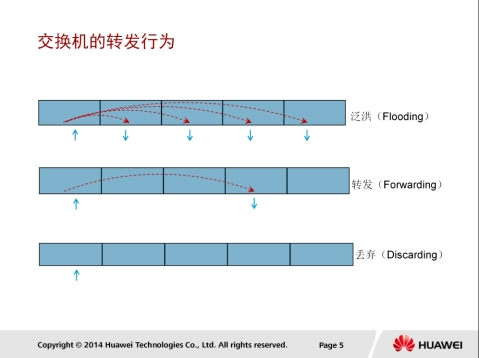 交换机的转发行为
泛洪（Flooding）
转发（Forwarding）
丢弃（Discarding）
Copyright © 2014 Huawei Technologies Co., Ltd. All rights reserved.
Page 5
HUAWEI